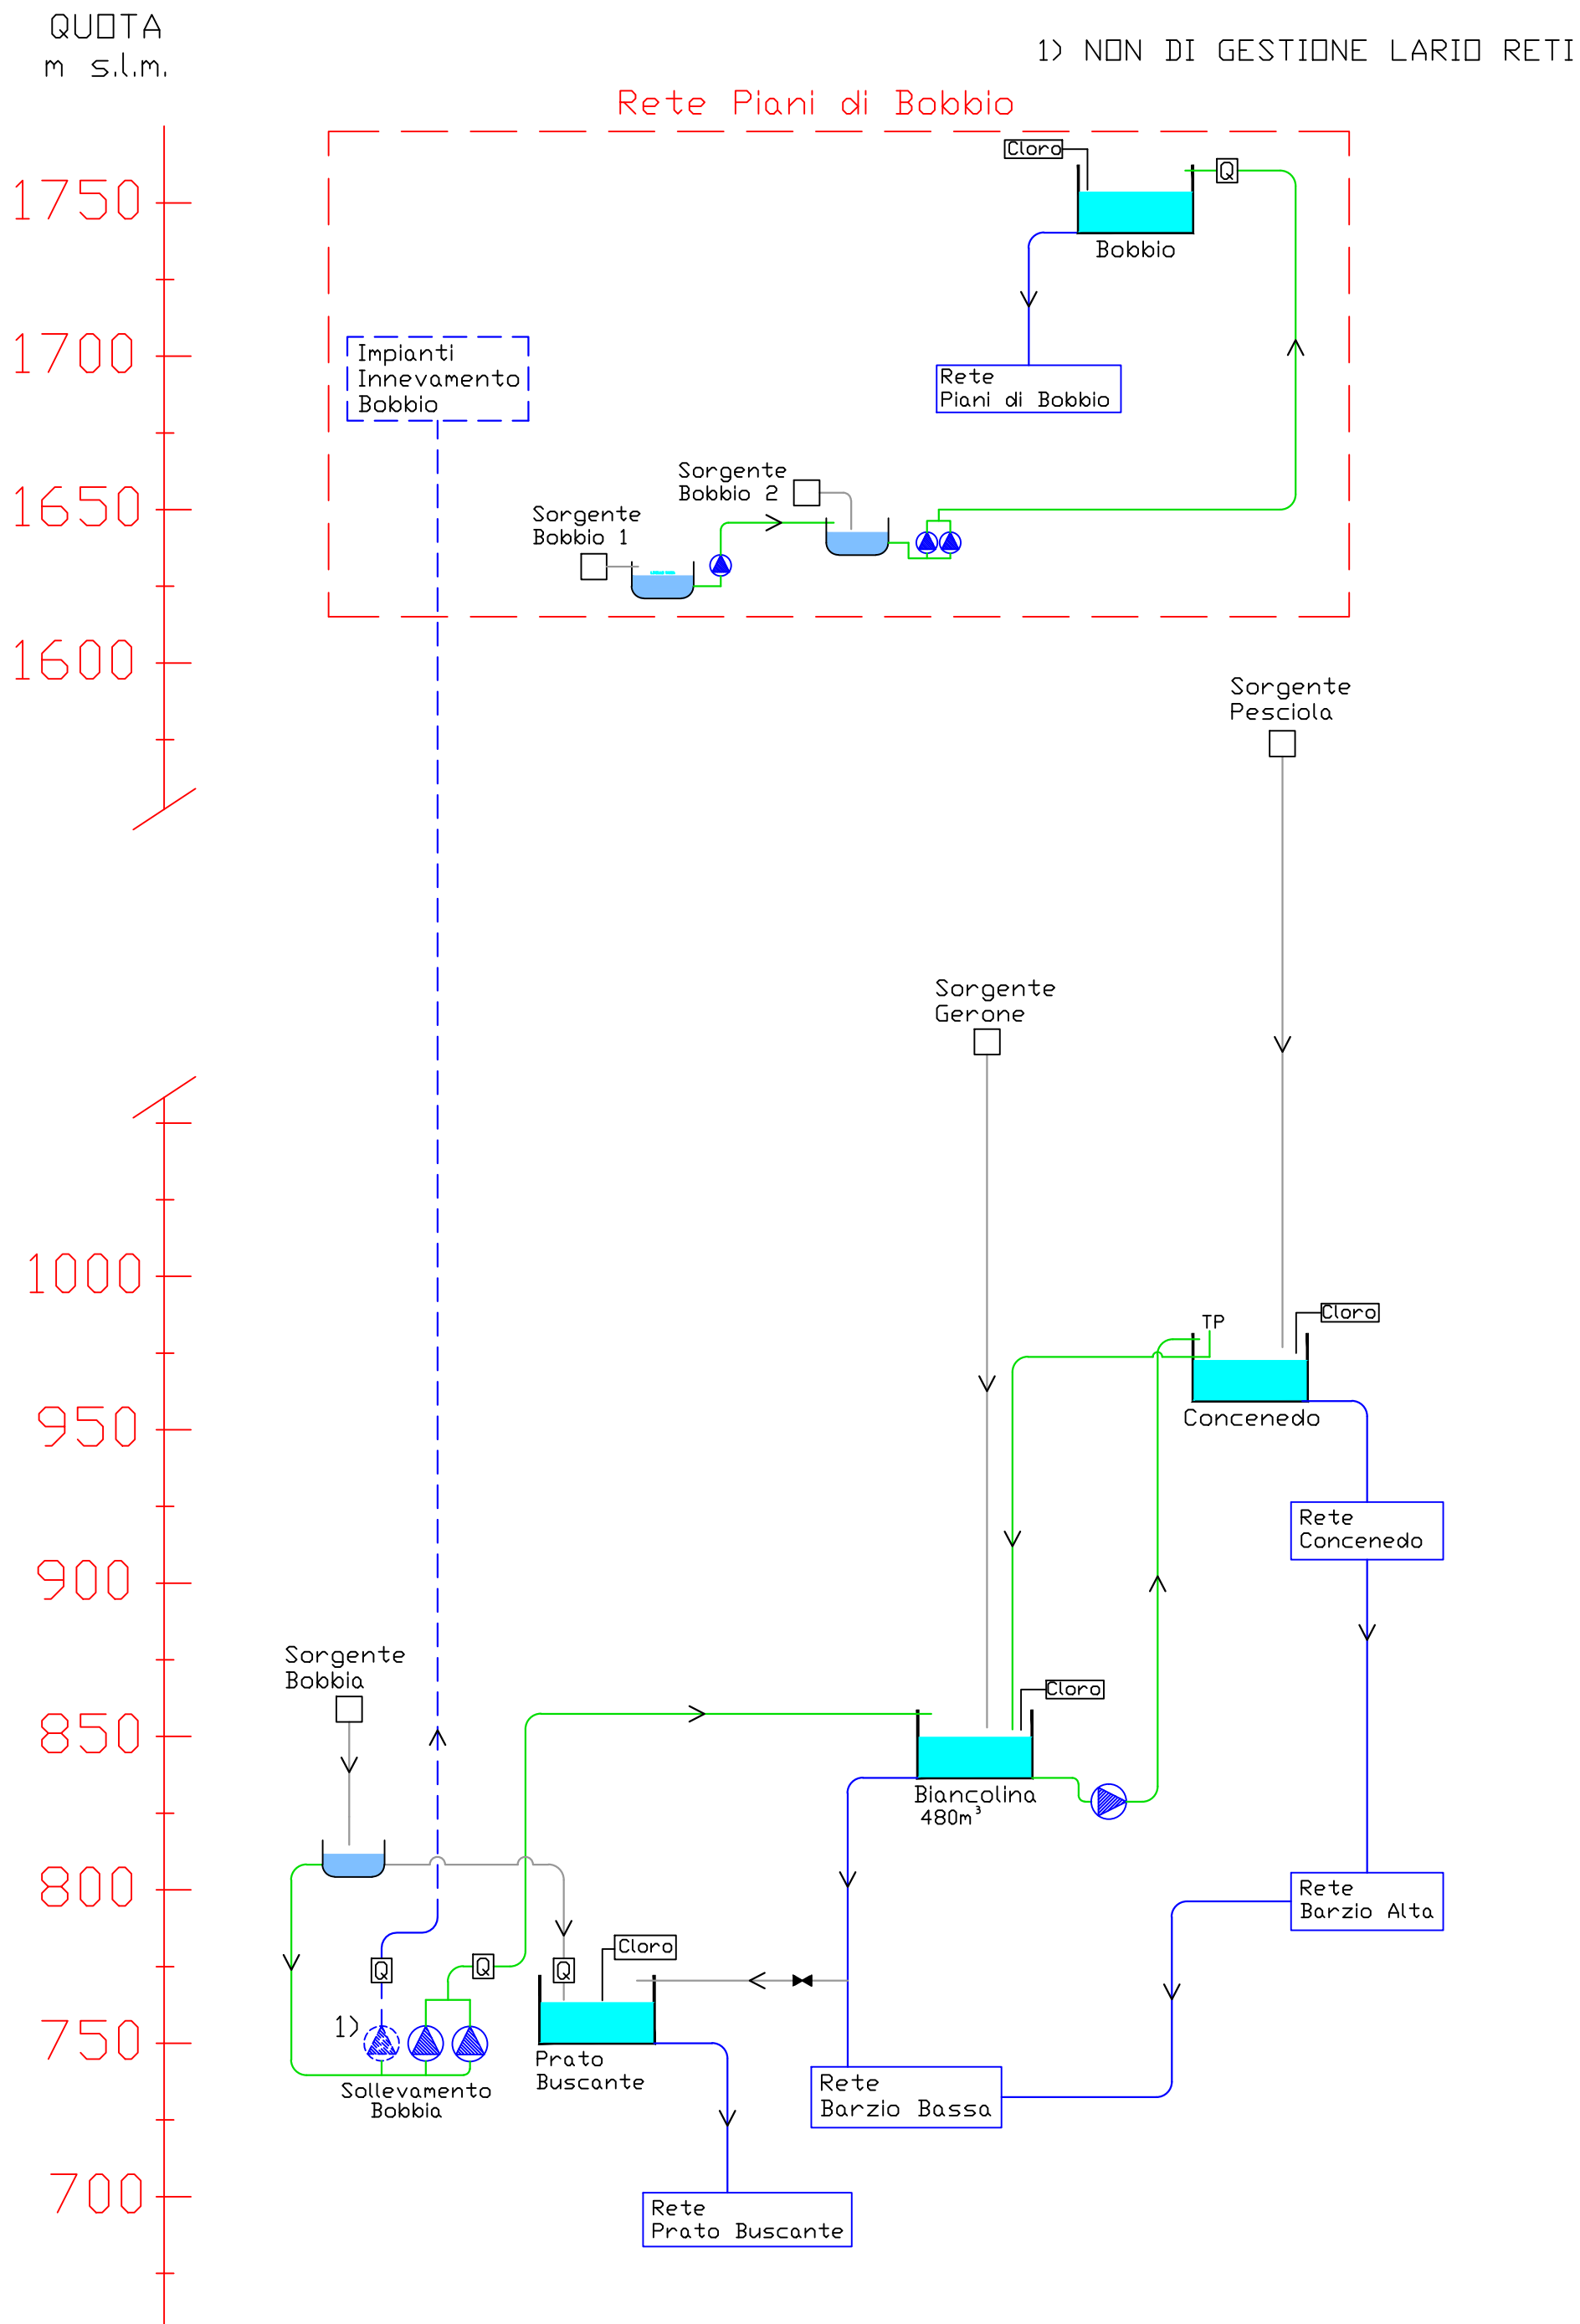 QUOTA
m s.l.m.
1) NON DI GESTIONE LARIO RETI
Rete Piani di Bobbio
Cloro
Q
1750
Bobbio
1700
Impianti
Innevamento
Bobbio
Rete
Piani di Bobbio
Sorgente
Bobbio 2
1650
Sorgente
Bobbio 1
1600
Sorgente
Pesciola
Sorgente
Gerone
1000
Cloro
TP
950
Concenedo
Rete
Concenedo
900
Sorgente
Bobbia
Cloro
850
Biancolina
480m³
800
Rete
Barzio Alta
Cloro
Q
Q
Q
1)
750
Prato
Buscante
Rete
Barzio Bassa
Sollevamento
Bobbia
700
Rete
Prato Buscante